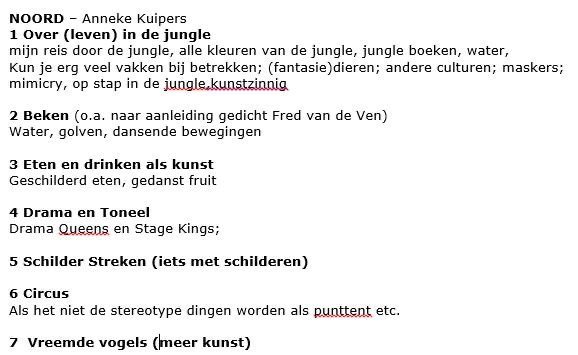 NOORD – Anneke Kuipers
1 Over (leven) in de jungle
mijn reis door de jungle, alle kleuren van de jungle, jungle boeken, water,
Kun je erg veel vakken bij betrekken; (fantasie)dieren; andere culturen; maskers;
mimicry, op stap in de jungle,kunstzinnig
2 Beken (o.a. naar aanleiding gedicht Fred van de Ven)
Water, golven, dansende bewegingen
3 Eten en drinken als kunst
Geschilderd eten, gedanst fruit
4 Drama en Toneel
Drama Queens en Stage Kings;
5 Schilder Streken (iets met schilderen)
6 Circus
Als het niet de stereotype dingen worden als punttent etc.
7 Vreemde vogels (meer kunst)